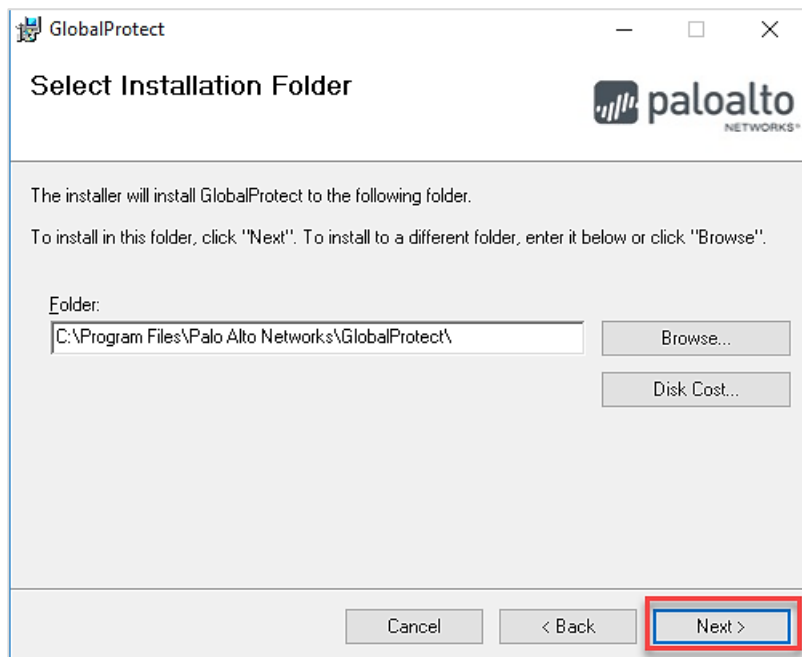 GlobalProtect
Select Installation Folder
paloalto
NETWORKS®
The installer will install GlobalProtect to the following folder.
To install in this folder, click "Next". To install to a different folder, enter it below or click "Browse".
Folder:
C:\Program Files\Palo Alto Networks\GlobalProtect\
Browse...
Disk Cost...
Cancel
< Back
Next >